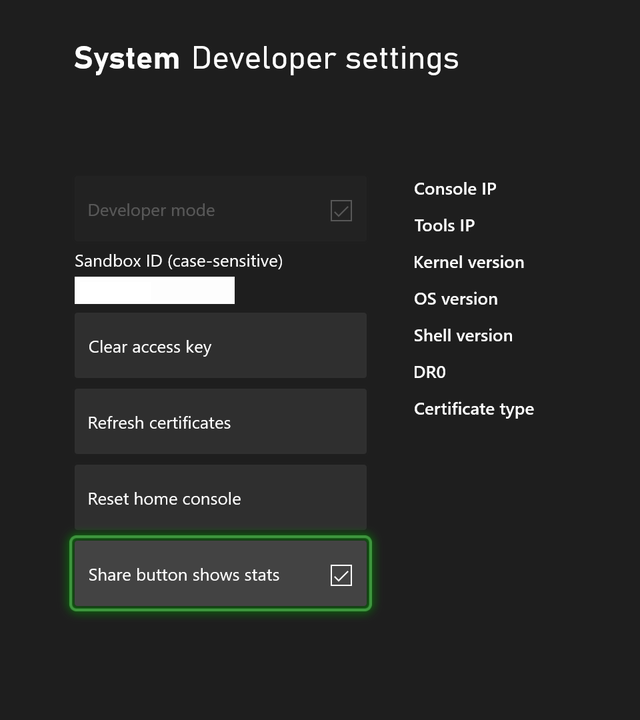 System Developer settings
Developer mode
Sandbox ID (case-sensitive)
Clear access key
Refresh certificates
Reset home console
Share button shows stats
Console IP
Tools IP
Kernel version
OS version
Shell version
DR0
Certificate type